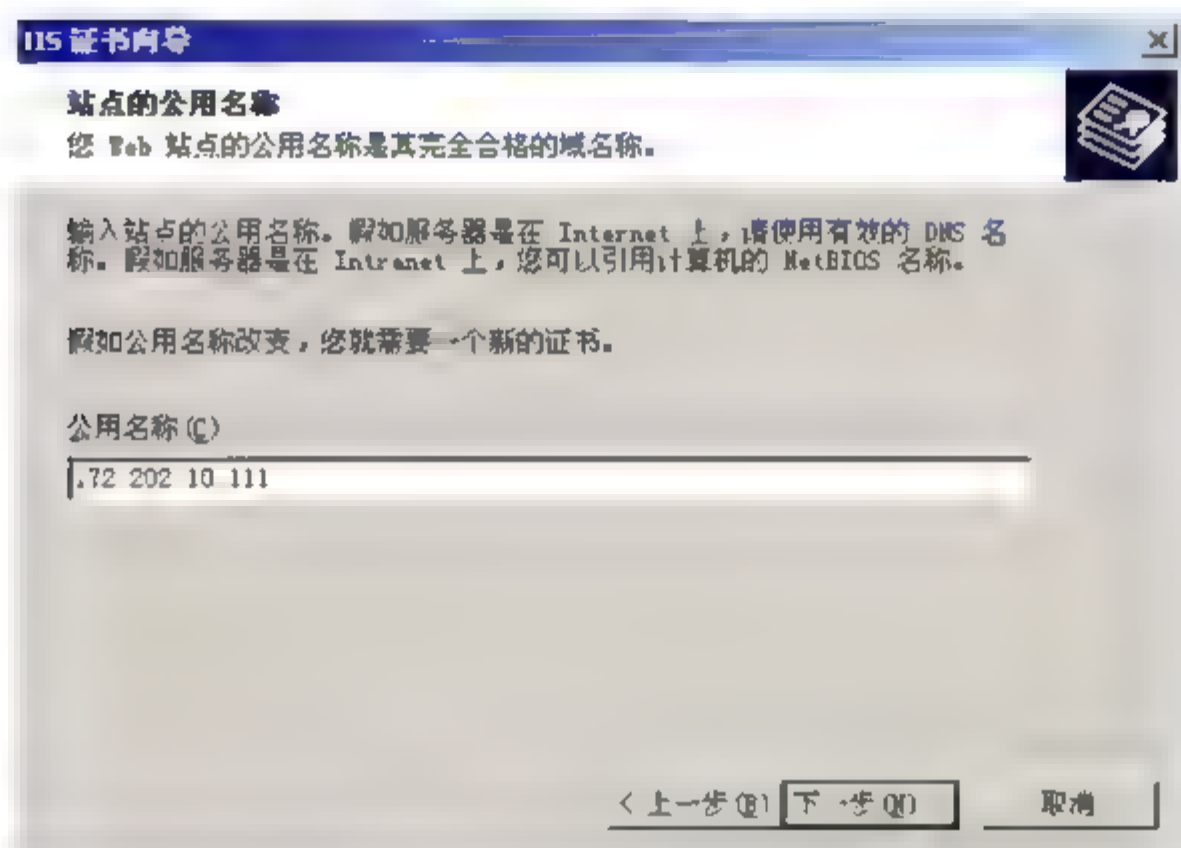 IIS 证书向导
站点的公用名称
您 Web 站点的公用名称是其完全合格的域名称。
输入站点的公用名称。假如服务器是在 Internet 上，请使用有效的 DNS 名
称。假如服务器是在 Intranet 上，您可以引用计算机的 NetBIOS 名称。
假如公用名称改变，您就需要一个新的证书。
公用名称(C)
.72 202 10 111
< 上一步(B) 下一步(N) 取消